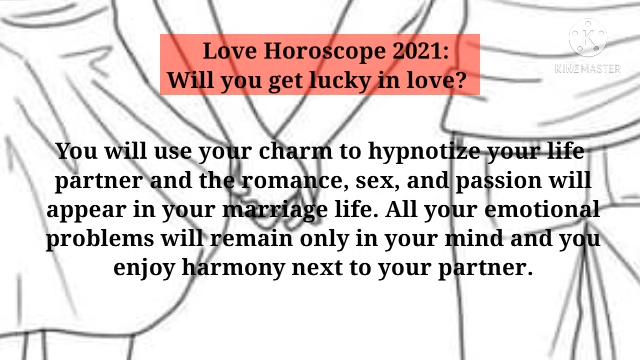 Love Horoscope 2021:
Will you get lucky in love?
KINEMASTER
You will use your charm to hypnotize your life
partner and the romance, sex, and passion will
appear in your marriage life. All your emotional
problems will remain only in your mind and you
enjoy harmony next to your partner.